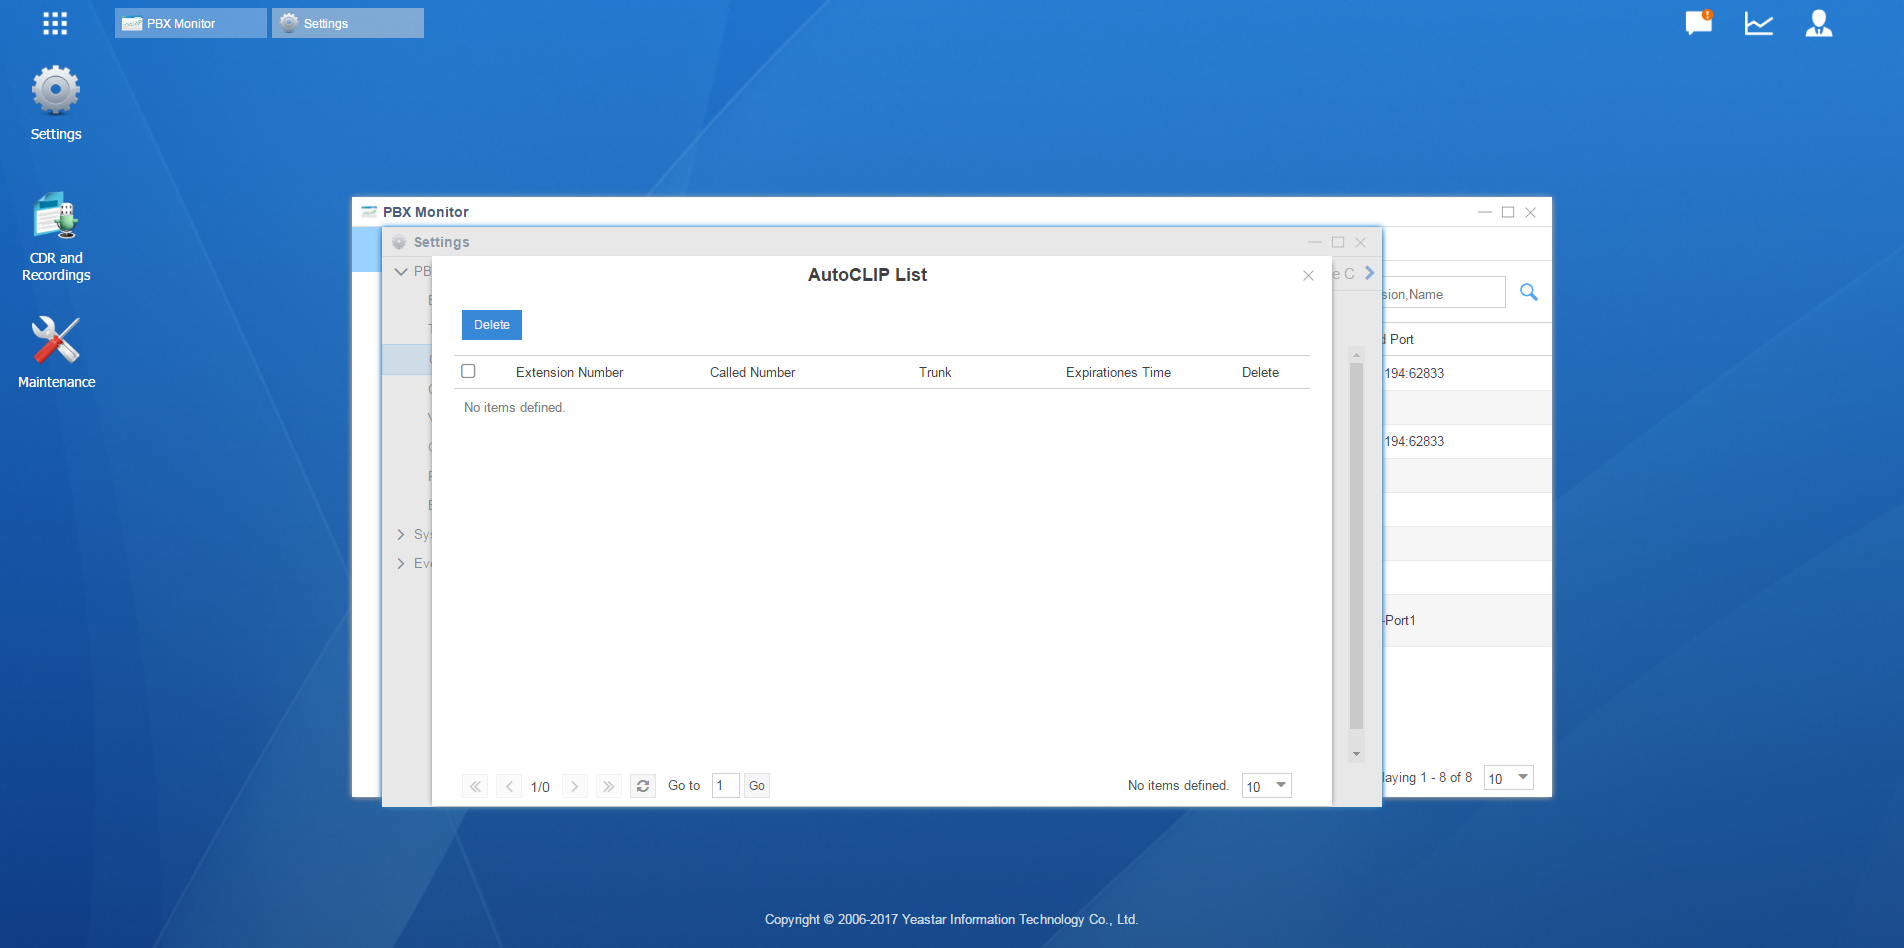 PBX Monitor
Settings
Settings
CDR and
Recordings
Maintenance
PBX Monitor
Settings
PB
AutoCLIP List
e C
sion,Name
Delete
Extension Number Called Number Trunk Expirationes Time Delete
No items defined.
d Port
194:62833
194:62833
-Port1
Sys
Eve
1/0
Go to 1 Go
No items defined. 10
laying 1 - 8 of 8 10
Copyright © 2006-2017 Yeastar Information Technology Co., Ltd.